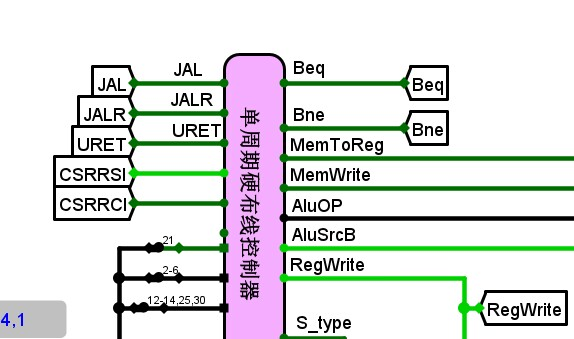 JAL
JAL
Beq
Beq
JALR
JALR
Bne
Bne
URET
URET
MemToReg
CSRRSI
MemWrite
CSRRCI
AluOP
单周期硬布线控制器
21
AluSrcB
2-6
RegWrite
12-14,25,30
RegWrite
4,1
S_type